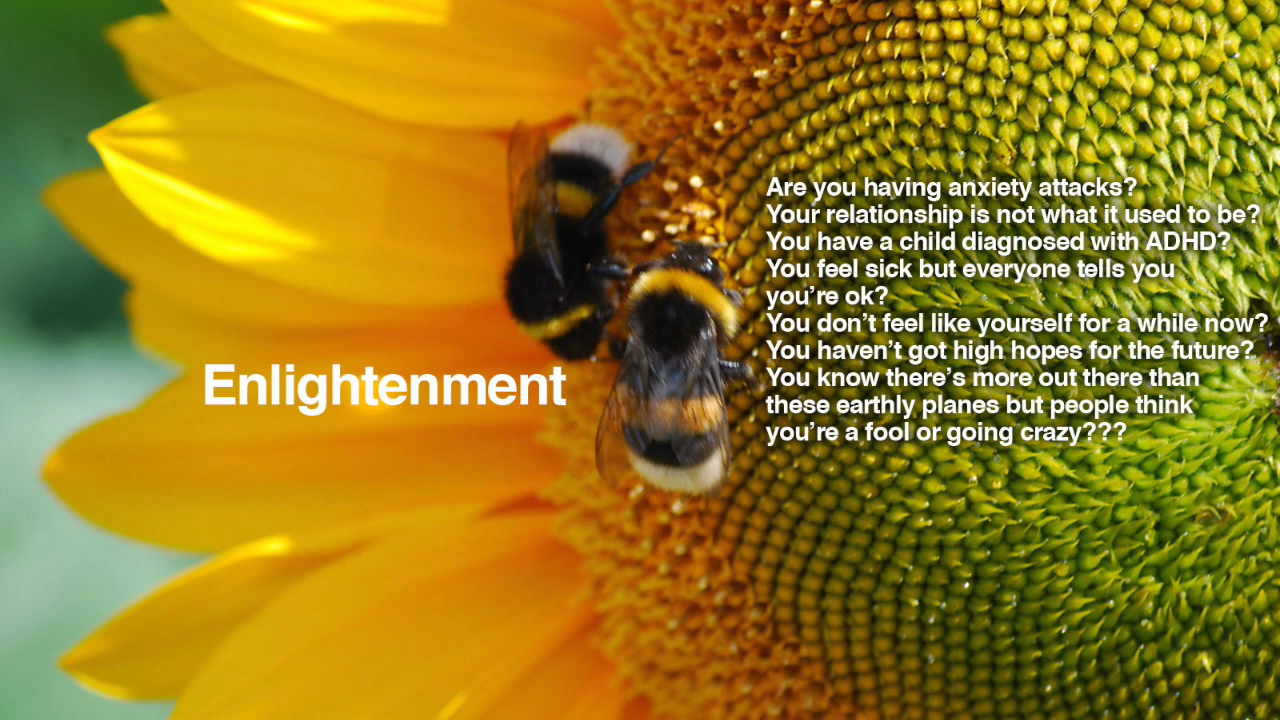 Enlightenment
Are you having anxiety attacks?
Your relationship is not what it used to be?
You have a child diagnosed with ADHD?
You feel sick but everyone tells you
you’re ok?
You don’t feel like yourself for a while now?
You haven’t got high hopes for the future?
You know there’s more out there than
these earthly planes but people think
you’re a fool or going crazy???